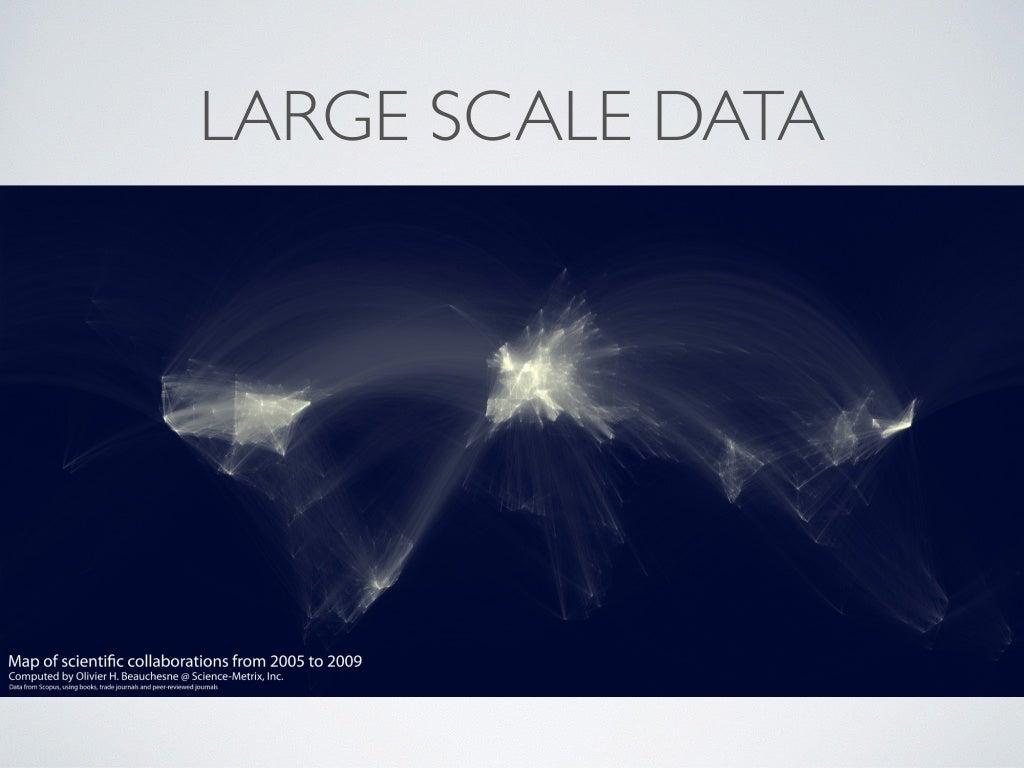 LARGE SCALE DATA
Map of scientific collaborations from 2005 to 2009
Computed by Olivier H. Beauchesne @ Science-Metrix, Inc.
Data from Scopus, using books, trade journals and peer-reviewed journals